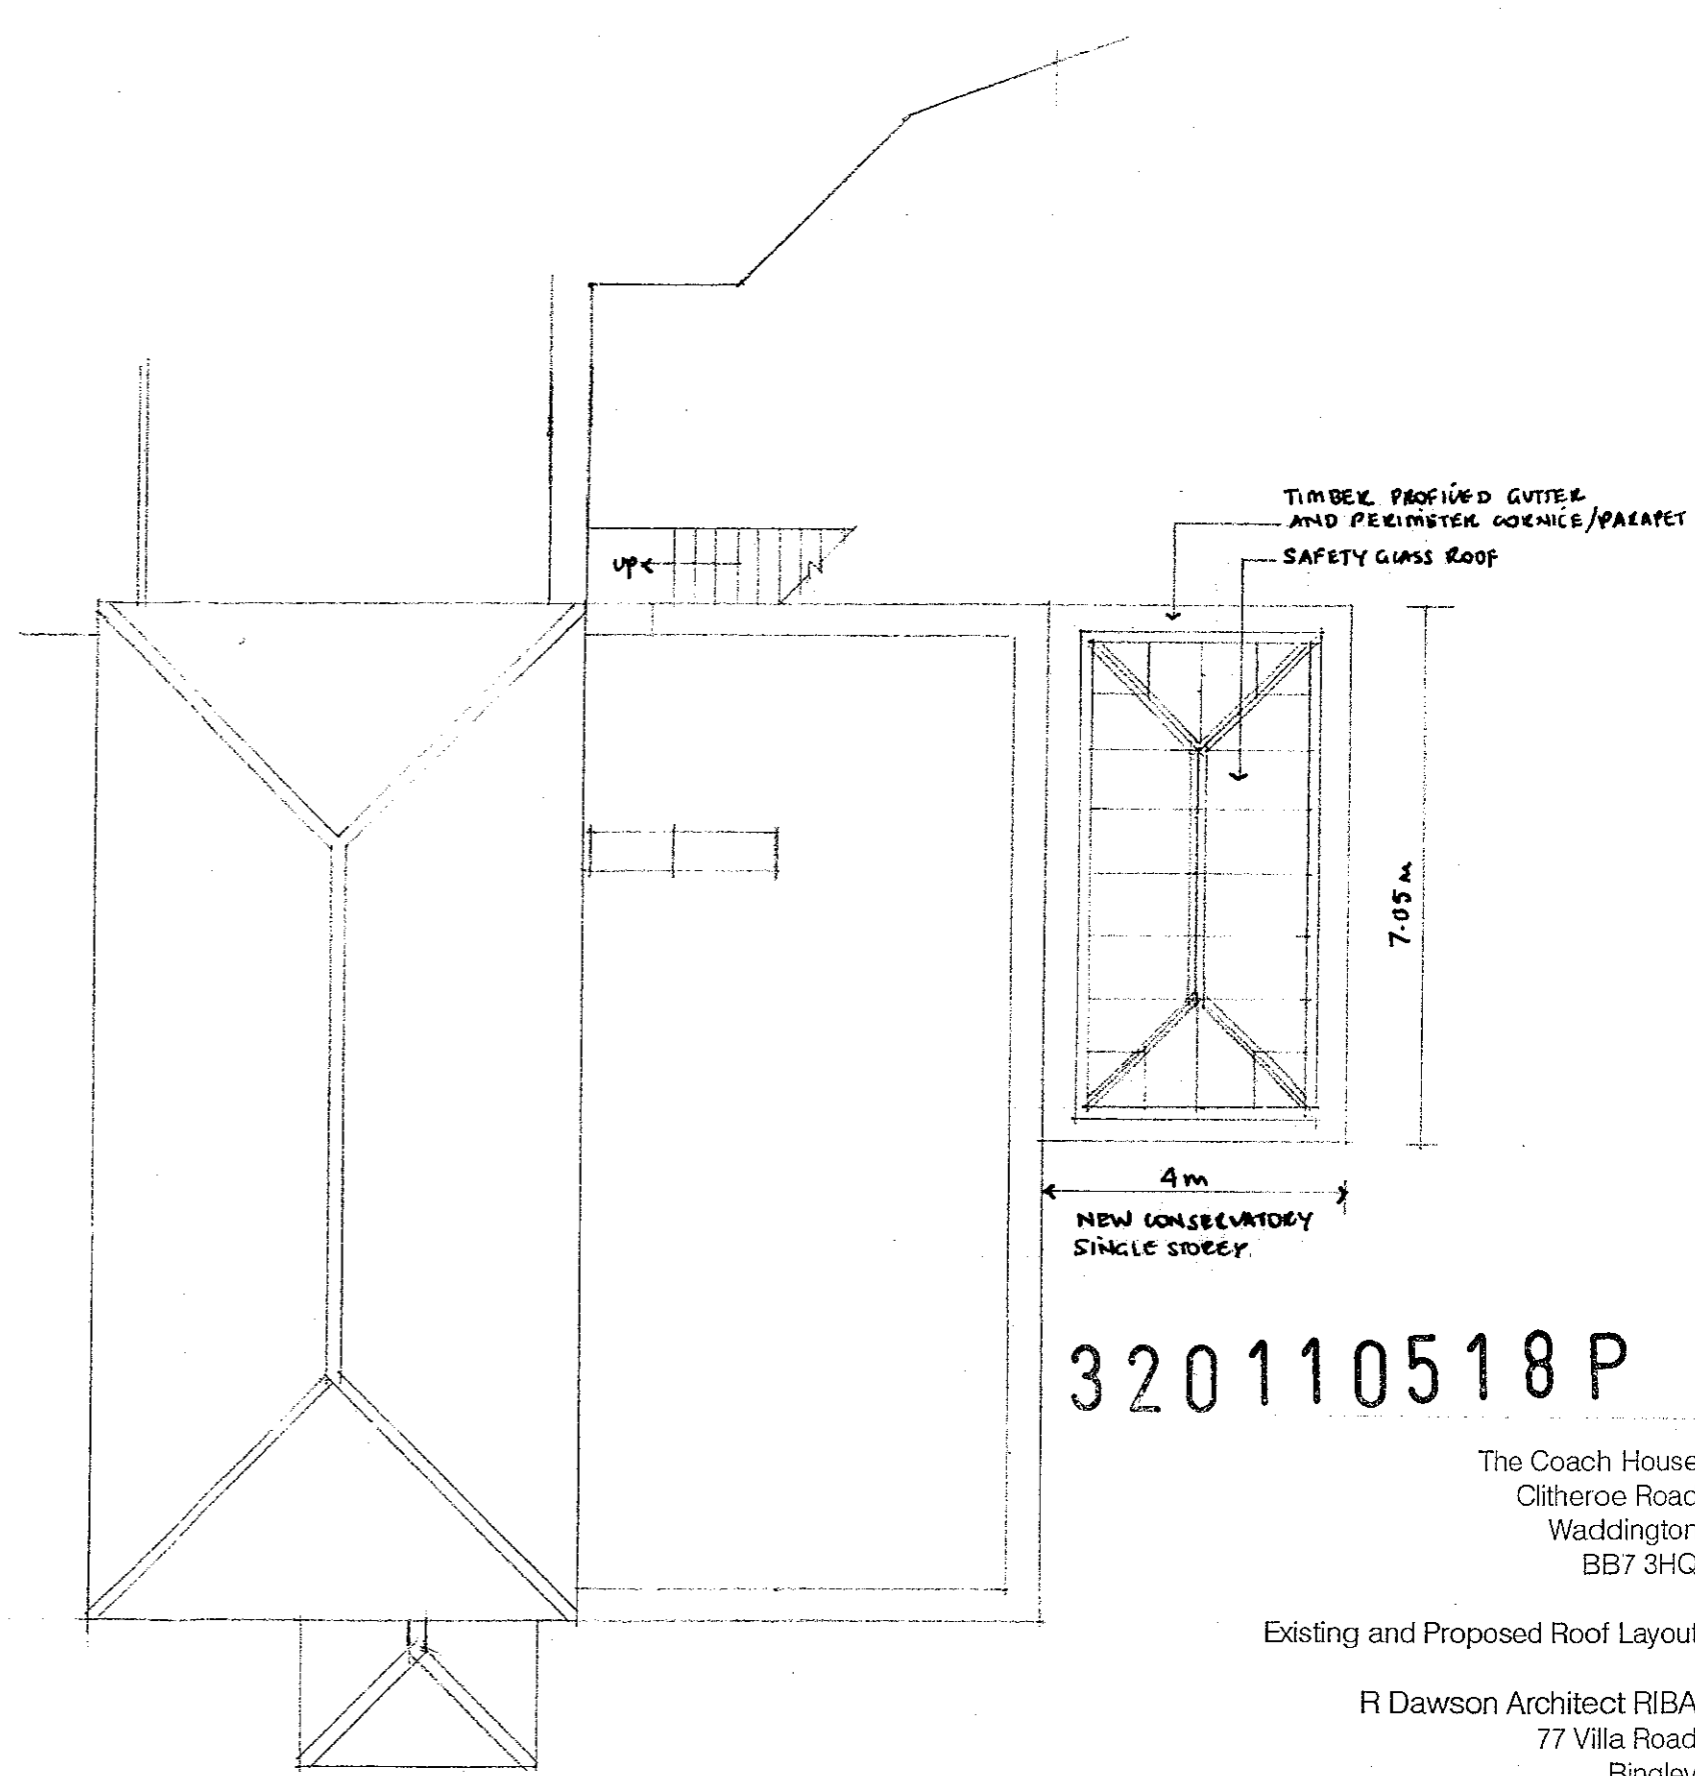 TIMBER PROFILED GUTTER
AND PERIMETER CORNICE/PARAPET
SAFETY GLASS ROOF
UP
7.05m
4m
NEW CONSERVATORY
SINGLE STOREY.
320110518P
The Coach House
Clitheroe Road
Waddington
BB7 3HQ
Existing and Proposed Roof Layout
R Dawson Architect RIBA
77 Villa Road
Bingley